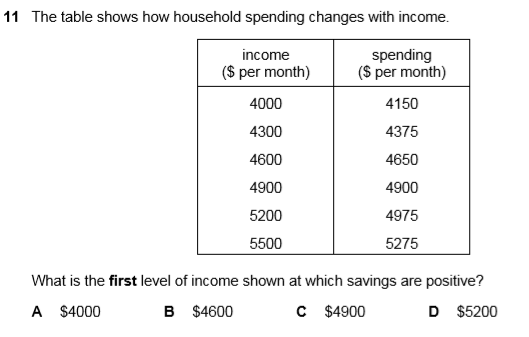 11 The table shows how household spending changes with income.
income spending
($ per month) ($ per month)
4000 4150
4300 4375
4600 4650
4900 4900
5200 4975
5500 5275
What is the first level of income shown at which savings are positive?
A $4000 B $4600 C $4900 D $5200